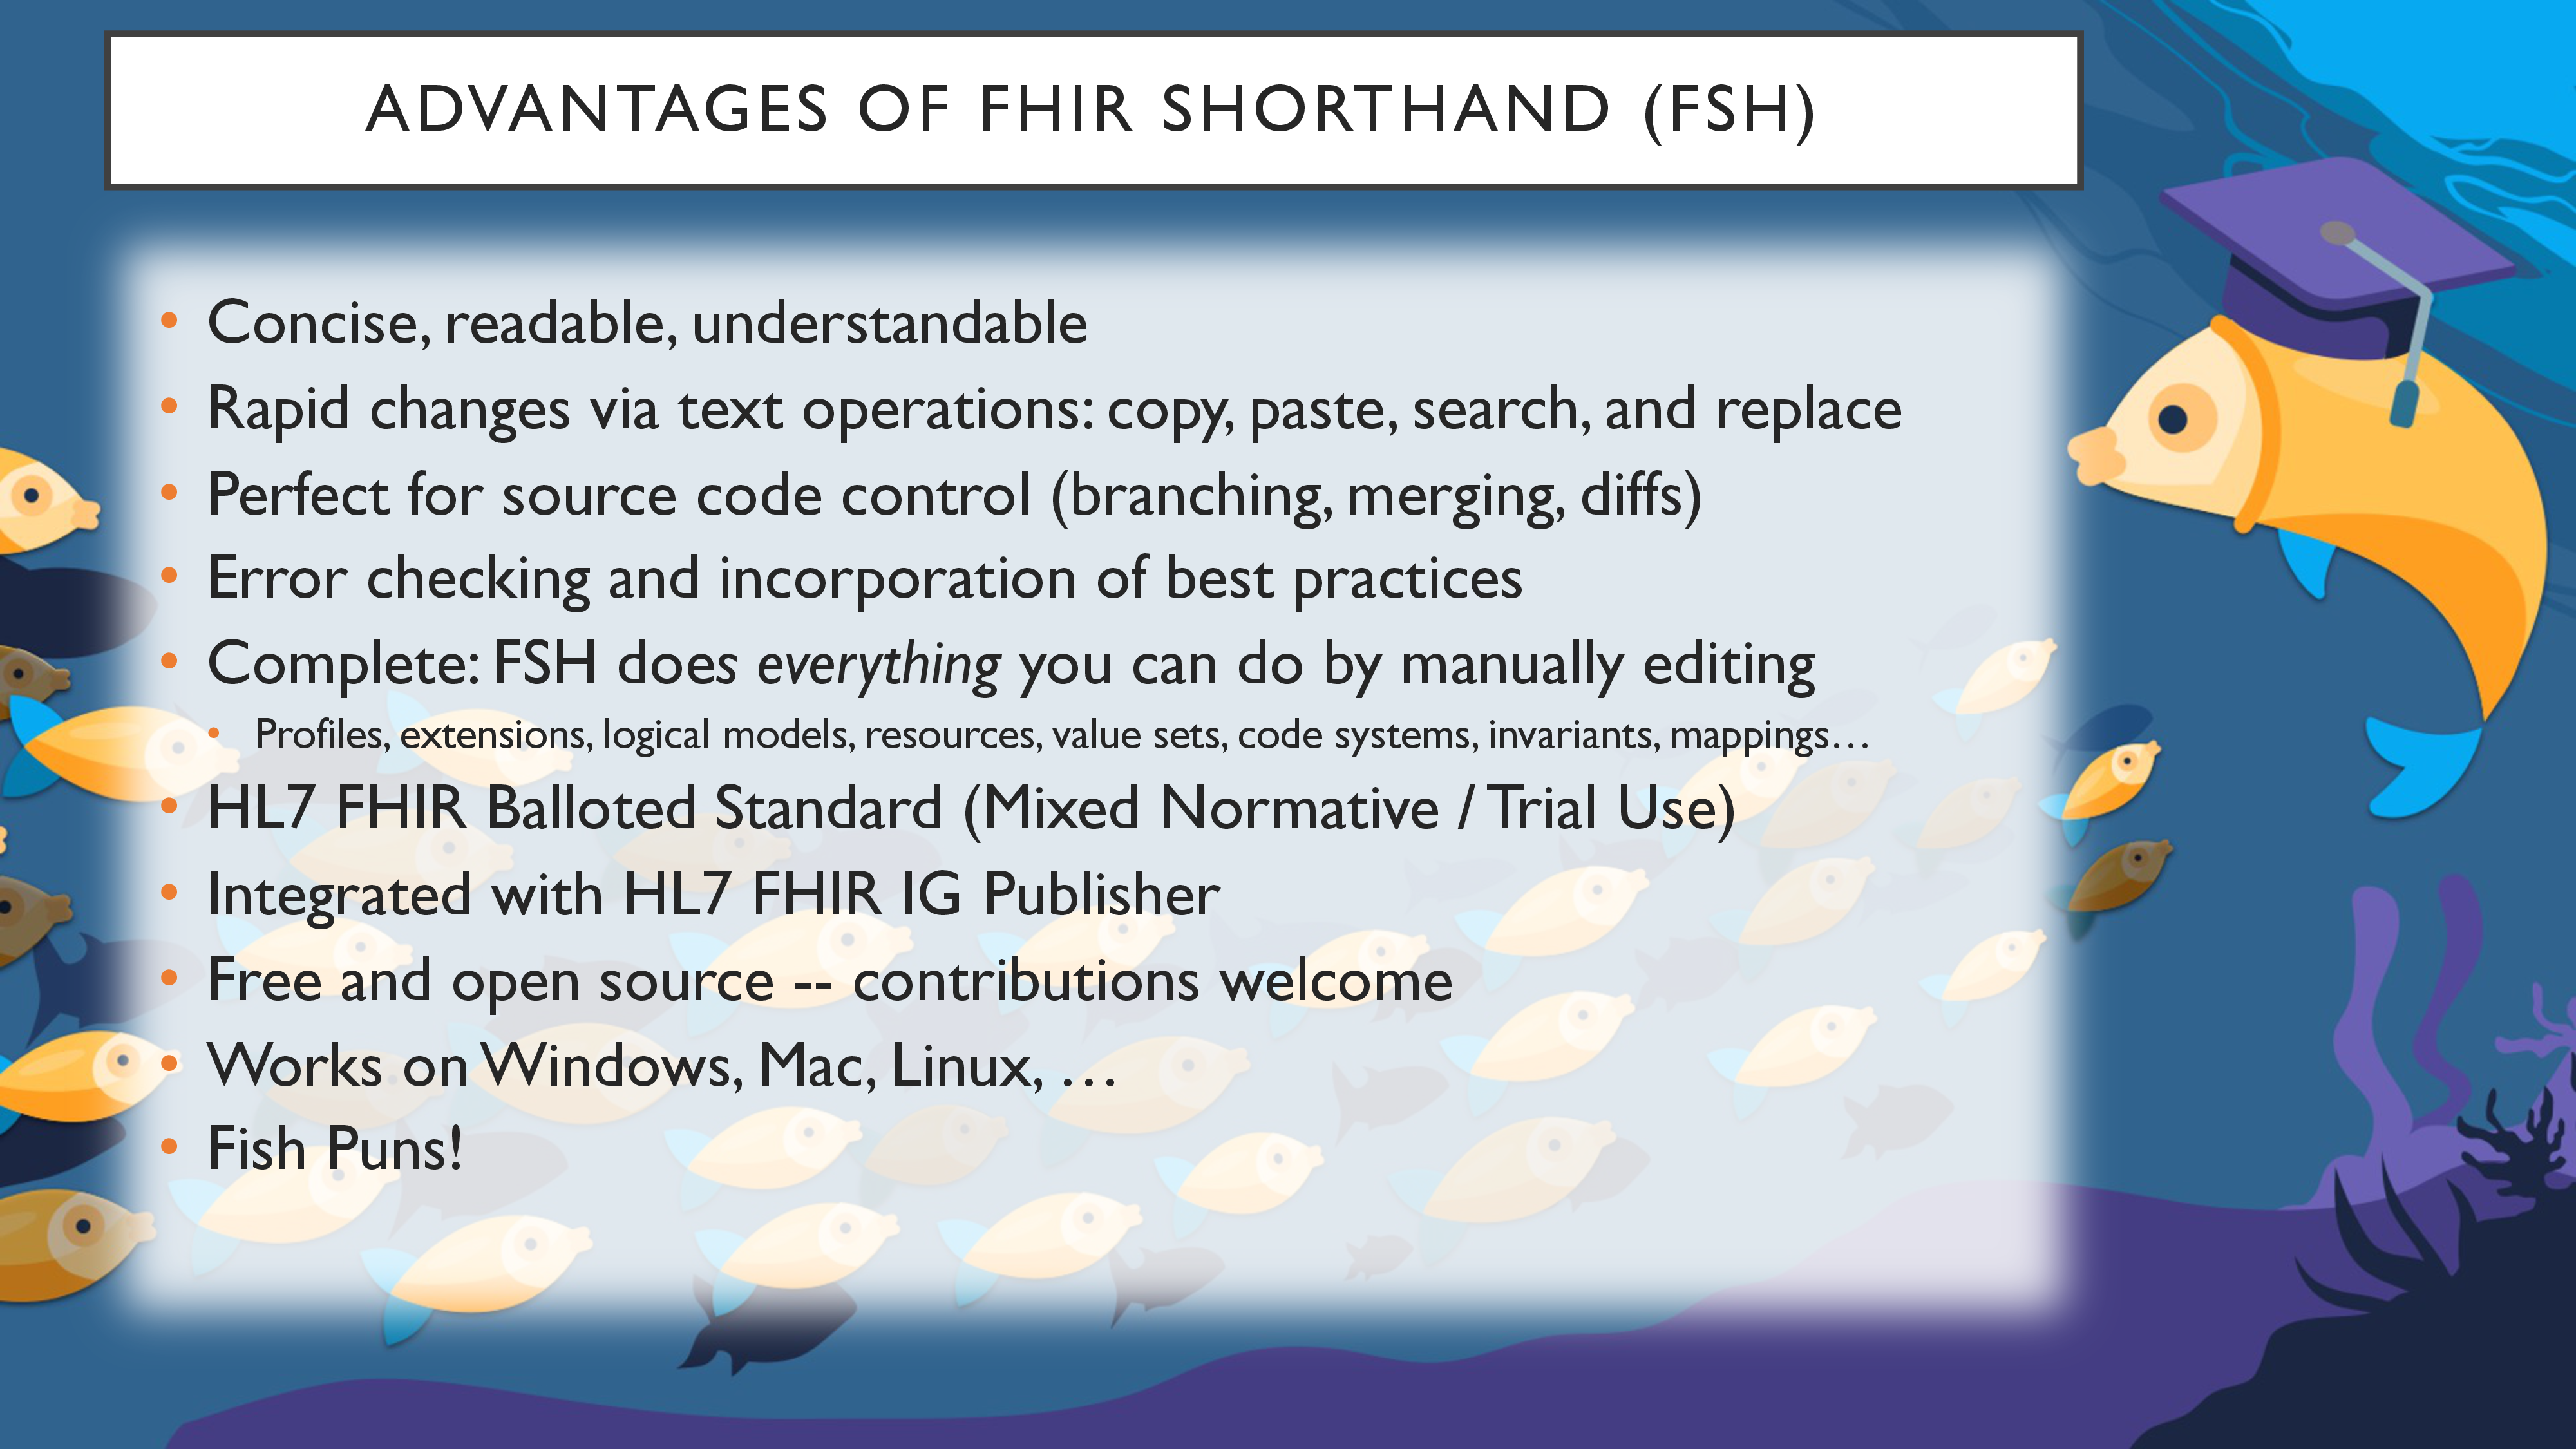 ADVANTAGES OF FHIR SHORTHAND (FSH)
• Concise, readable, understandable
• Rapid changes via text operations: copy, paste, search, and replace
• Perfect for source code control (branching, merging, diffs)
• Error checking and incorporation of best practices
• Complete: FSH does everything you can do by manually editing
• Profiles, extensions, logical models, resources, value sets, code systems, invariants, mappings…
• HL7 FHIR Balloted Standard (Mixed Normative / Trial Use)
• Integrated with HL7 FHIR IG Publisher
• Free and open source -- contributions welcome
• Works on Windows, Mac, Linux, …
• Fish Puns!